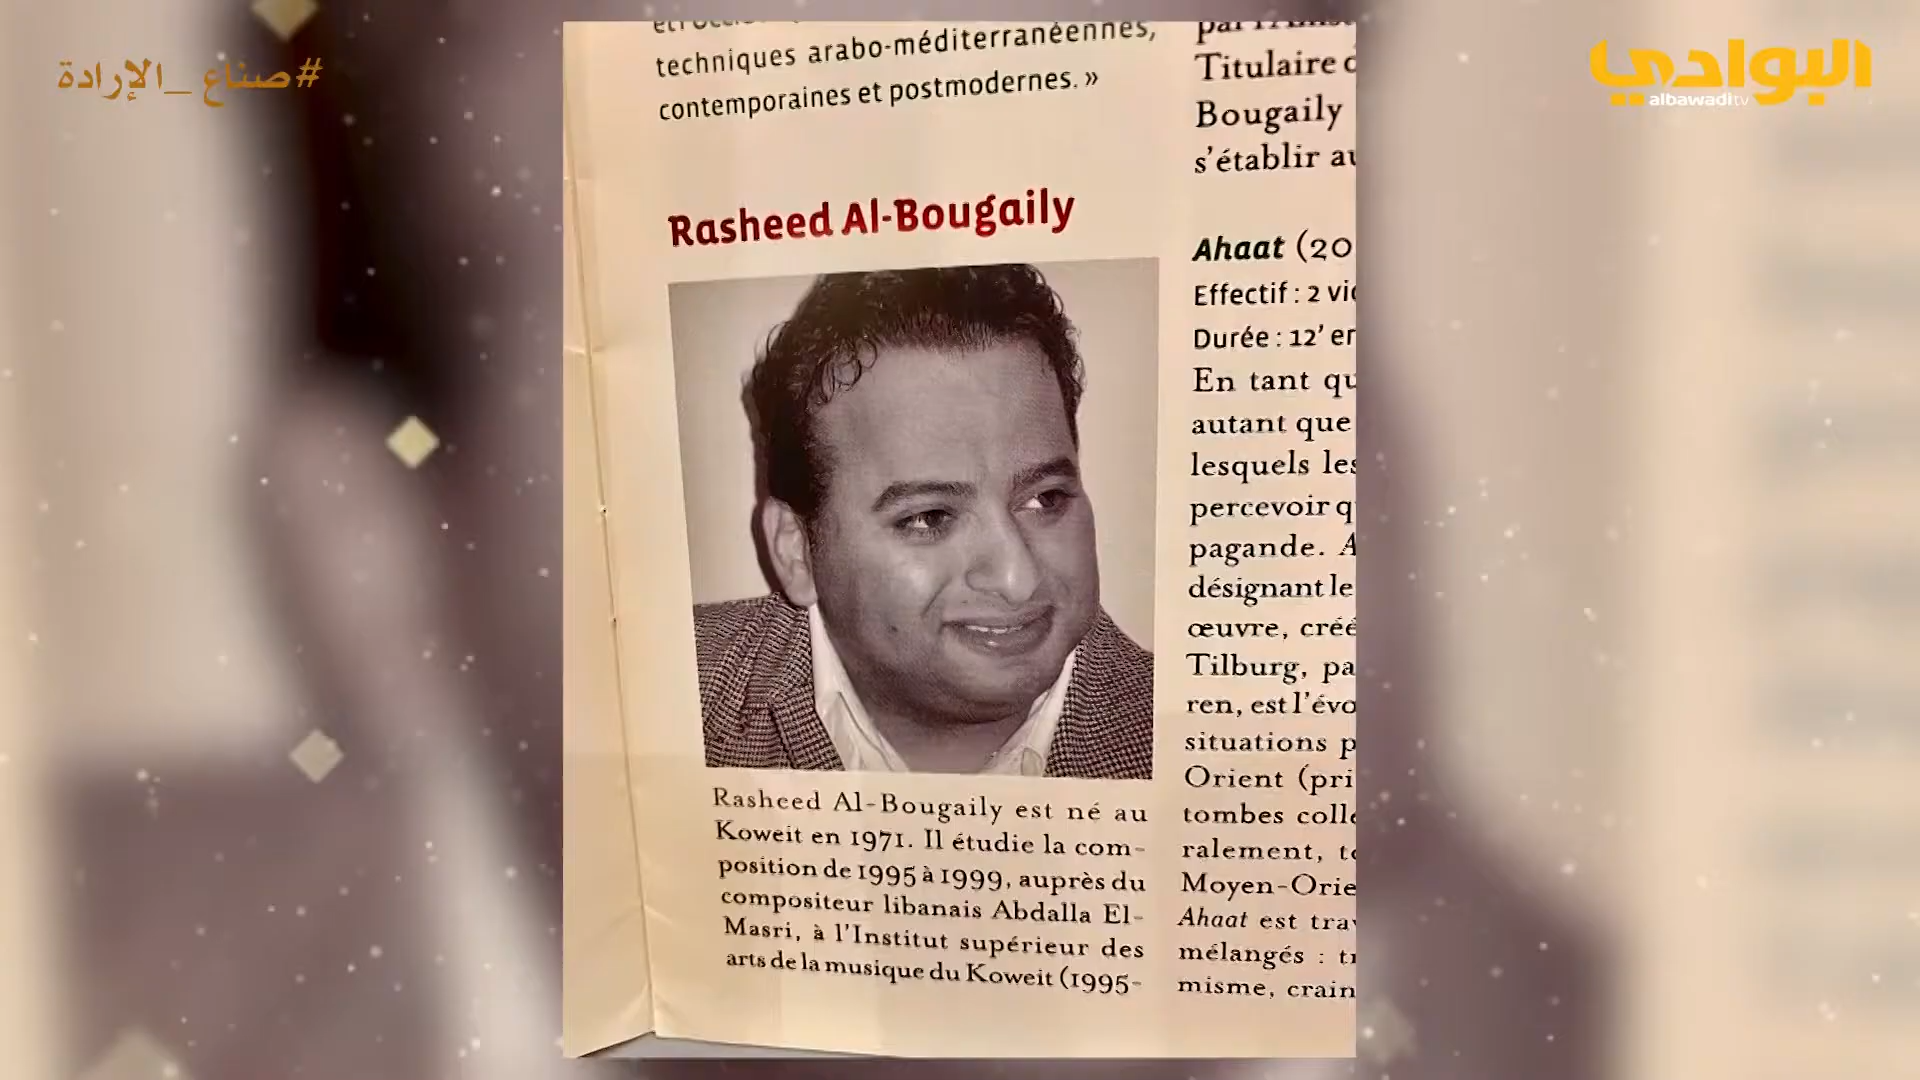 #صناع_الإرادة
البوادي
albawadi tv
techniques arabo-méditerranéennes,
contemporaines et postmodernes. »
Rasheed Al-Bougaily
Rasheed Al-Bougaily est né au
Koweit en 1971. Il étudie la com-
position de 1995 à 1999, auprès du
compositeur libanais Abdalla El-
Masri, à l'Institut supérieur des
arts de la musique du Koweit (1995-
Titulaire
Bougaily
s'établir
Ahaat (20
Effectif : 2
Durée : 12'
En tant
autant que
lesquels
percevoir
pagande.
désignant le
œuvre,
Tilburg,
ren, est
situations
Orient
tombes
ralement,
Ahaat est
mélangés :
misme,